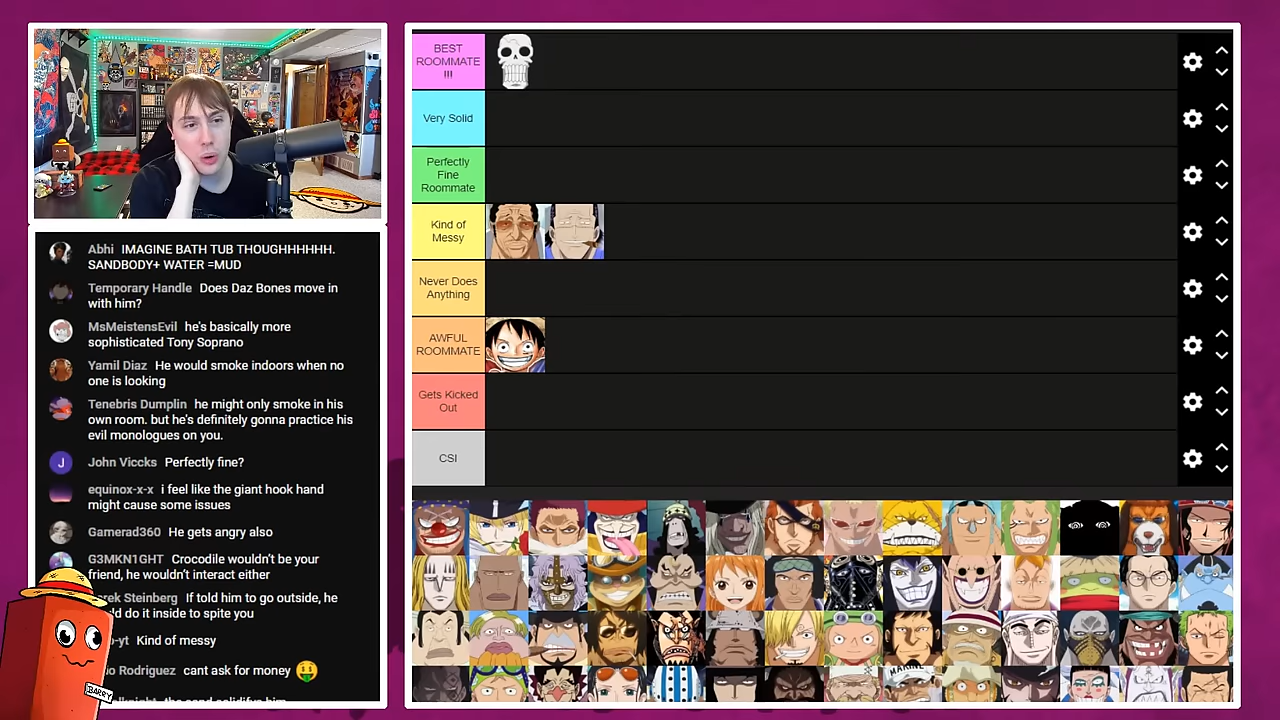 BEST
ROOMMATE
!!!
Very Solid
Perfectly
Fine
Roommate
Kind of
Messy
Never Does
Anything
AWFUL
ROOMMATE
Gets Kicked
Out
CSI
Abhi IMAGINE BATH TUB THOUGHHHHHH.
SANDBODY+ WATER =MUD
Temporary Handle Does Daz Bones move in
with him?
MsMeistensEvil he's basically more
sophisticated Tony Soprano
Yamil Diaz He would smoke indoors when no
one is looking
Tenebris Dumplin he might only smoke in his
own room. but he's definitely gonna practice his
evil monologues on you.
J John Viccks Perfectly fine?
equinox-x-x i feel like the giant hook hand
might cause some issues
Gamerad360 He gets angry also
G3MKN1GHT Crocodile wouldn't be your
friend, he wouldn't interact either
Steinberg If told him to go outside, he
do it inside to spite you
Kind of messy
Rodriguez cant ask for money
BARRY